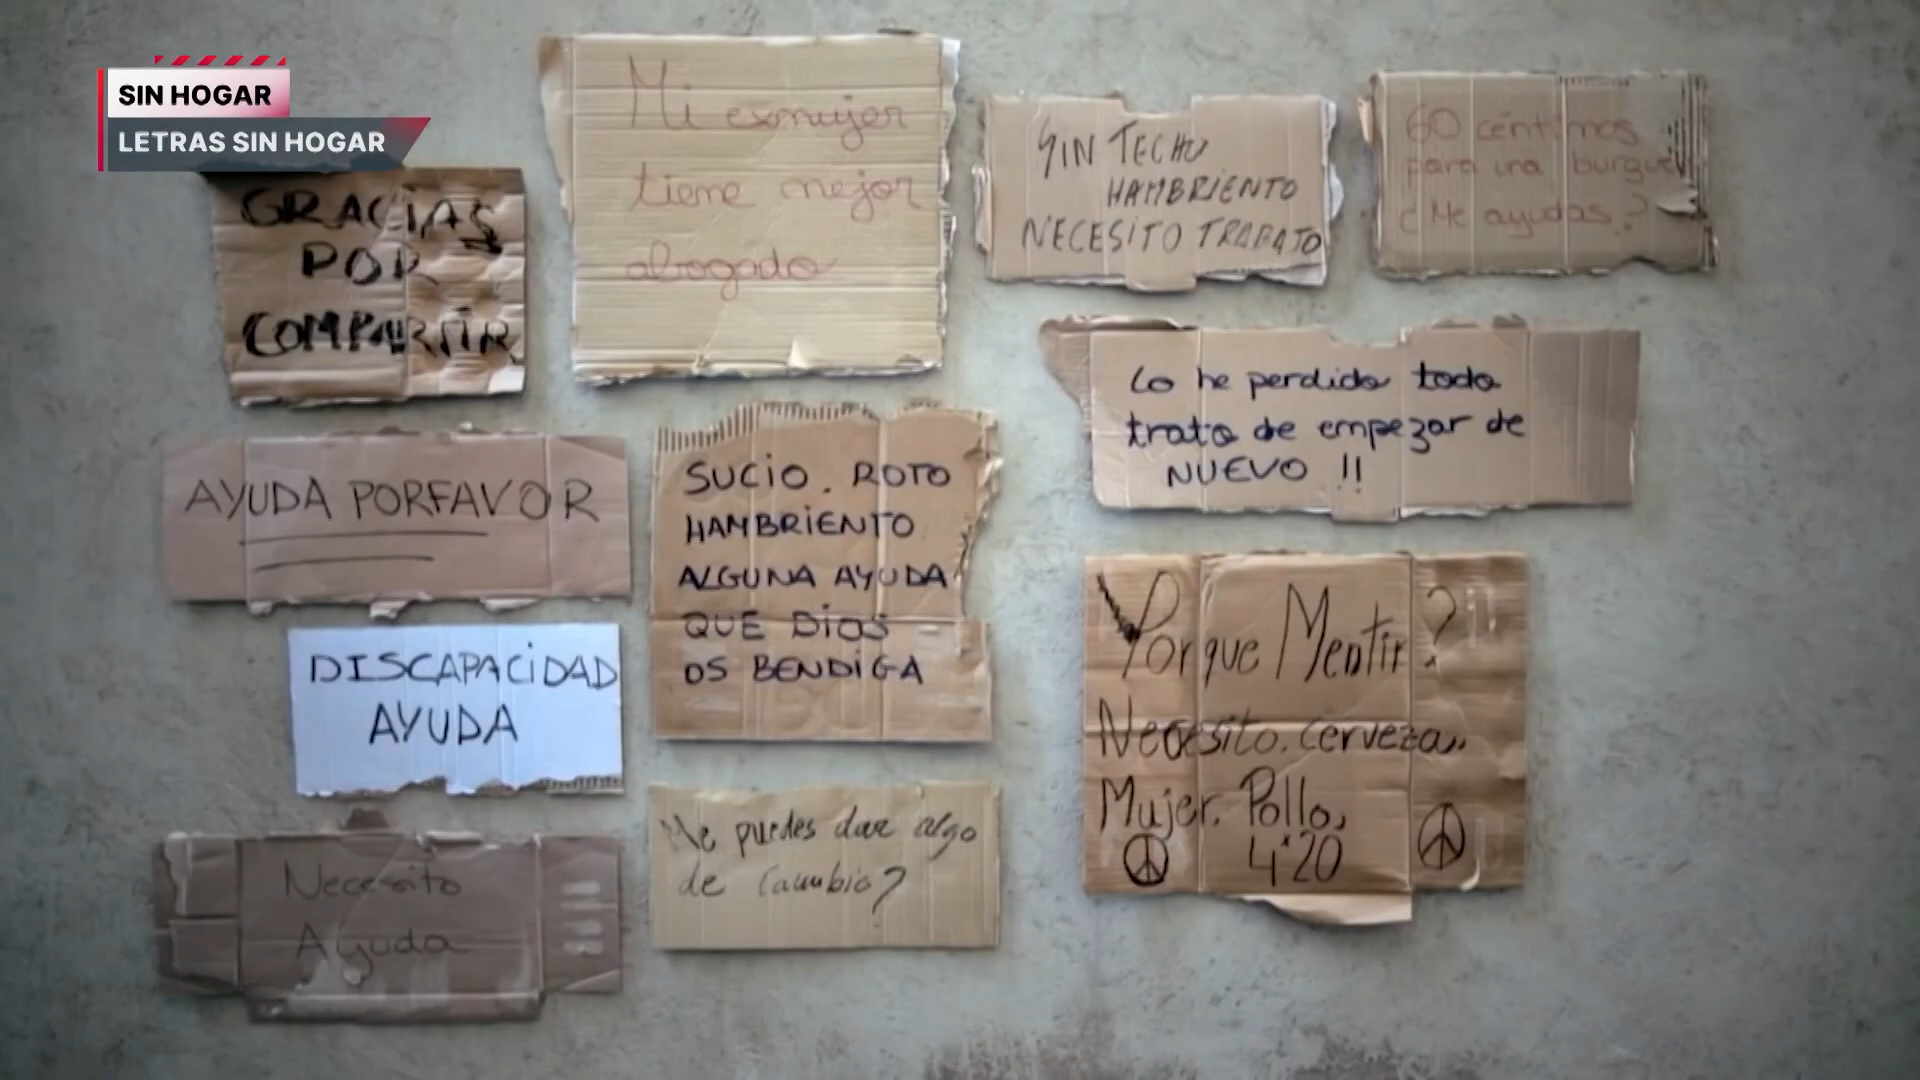 SIN HOGAR
LETRAS SIN HOGAR
GRACIAS
POR
COMPARTIR
Mi exmujer
tiene mejor
abogado
SIN TECHO
HAMBRIENTO
NECESITO TRABAJO
60 céntimos
para una burguer
¿Me ayudas?
Lo he perdido todo
trato de empezar de
NUEVO !!
AYUDA PORFAVOR
SUCIO. ROTO
HAMBRIENTO
ALGUNA AYUDA
QUE DIOS
OS BENDIGA
DISCAPACIDAD
AYUDA
Porque Mentir?
Necesito. cerveza,,
Mujer. Pollo,
4'20
Me puedes dar algo
de Cambio?
Necesito
Ayuda